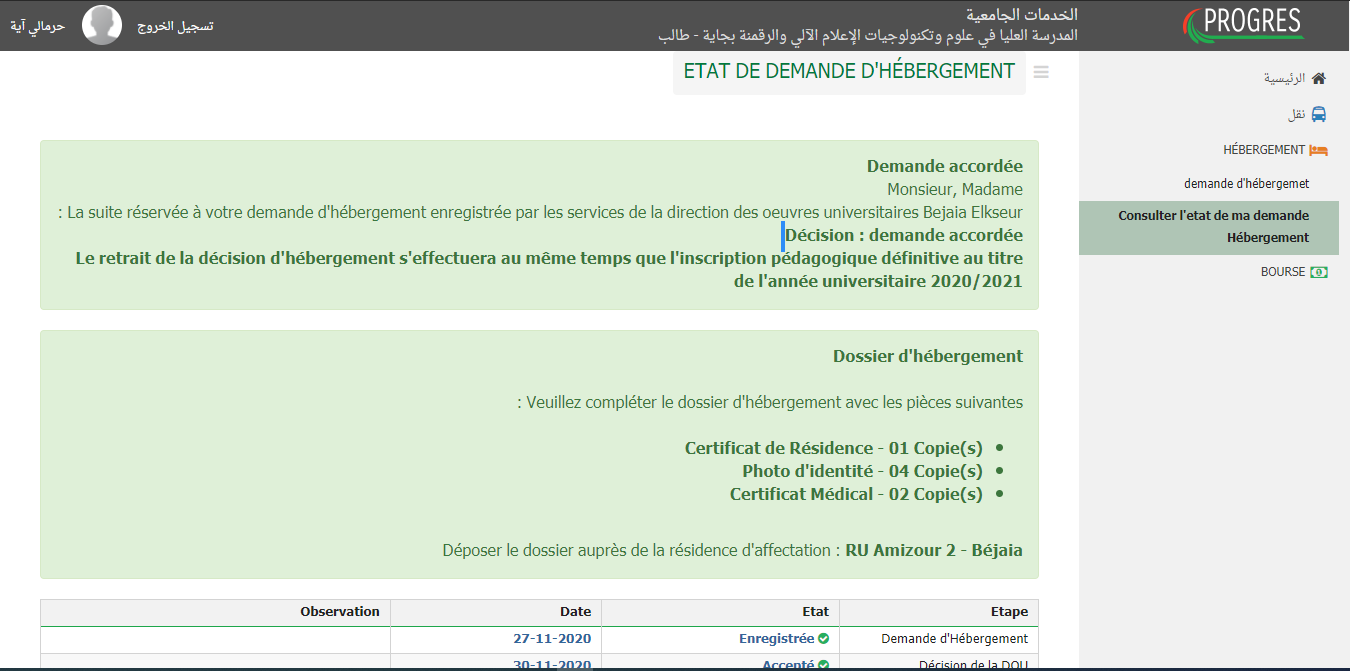 PROGRES
الخدمات الجامعية
المدرسة العليا في علوم وتكنولوجيات الإعلام الآلي والرقمنة بجاية - طالب
تسجيل الخروج
حرمالي آية
الرئيسية
نقل
HÉBERGEMENT
demande d'hébergemet
Consulter l'etat de ma demande
Hébergement
BOURSE
ETAT DE DEMANDE D'HÉBERGEMENT
Demande accordée
Monsieur, Madame
: La suite réservée à votre demande d'hébergement enregistrée par les services de la direction des oeuvres universitaires Bejaia Elkseur
Décision : demande accordée
Le retrait de la décision d'hébergement s'effectuera au même temps que l'inscription pédagogique définitive au titre
de l'année universitaire 2020/2021
Dossier d'hébergement
: Veuillez compléter le dossier d'hébergement avec les pièces suivantes
Certificat de Résidence - 01 Copie(s)
Photo d'identité - 04 Copie(s)
Certificat Médical - 02 Copie(s)
Déposer le dossier auprès de la résidence d'affectation : RU Amizour 2 - Béjaia
Observation Date Etat Etape
27-11-2020 Enregistrée Demande d'Hébergement
30-11-2020 Accepté Décision de la DOU